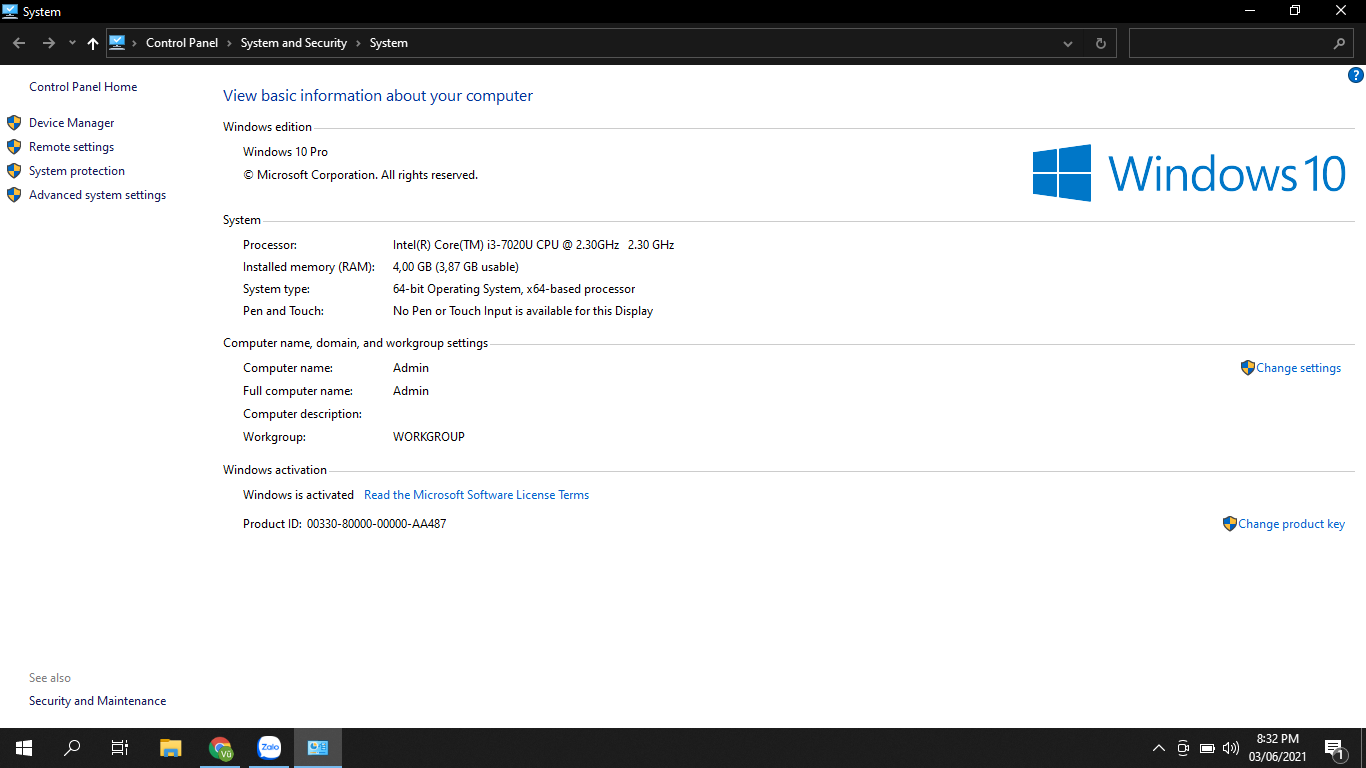 System
Control Panel > System and Security > System
Control Panel Home
Device Manager
Remote settings
System protection
Advanced system settings
View basic information about your computer
Windows edition
Windows 10 Pro
© Microsoft Corporation. All rights reserved.
Windows 10
System
Processor: Intel(R) Core(TM) i3-7020U CPU @ 2.30GHz 2.30 GHz
Installed memory (RAM): 4,00 GB (3,87 GB usable)
System type: 64-bit Operating System, x64-based processor
Pen and Touch: No Pen or Touch Input is available for this Display
Computer name, domain, and workgroup settings
Computer name: Admin
Change settings
Full computer name: Admin
Computer description:
Workgroup: WORKGROUP
Windows activation
Windows is activated Read the Microsoft Software License Terms
Product ID: 00330-80000-00000-AA487
Change product key
See also
Security and Maintenance
Vũ
Zalo
8:32 PM
03/06/2021
1